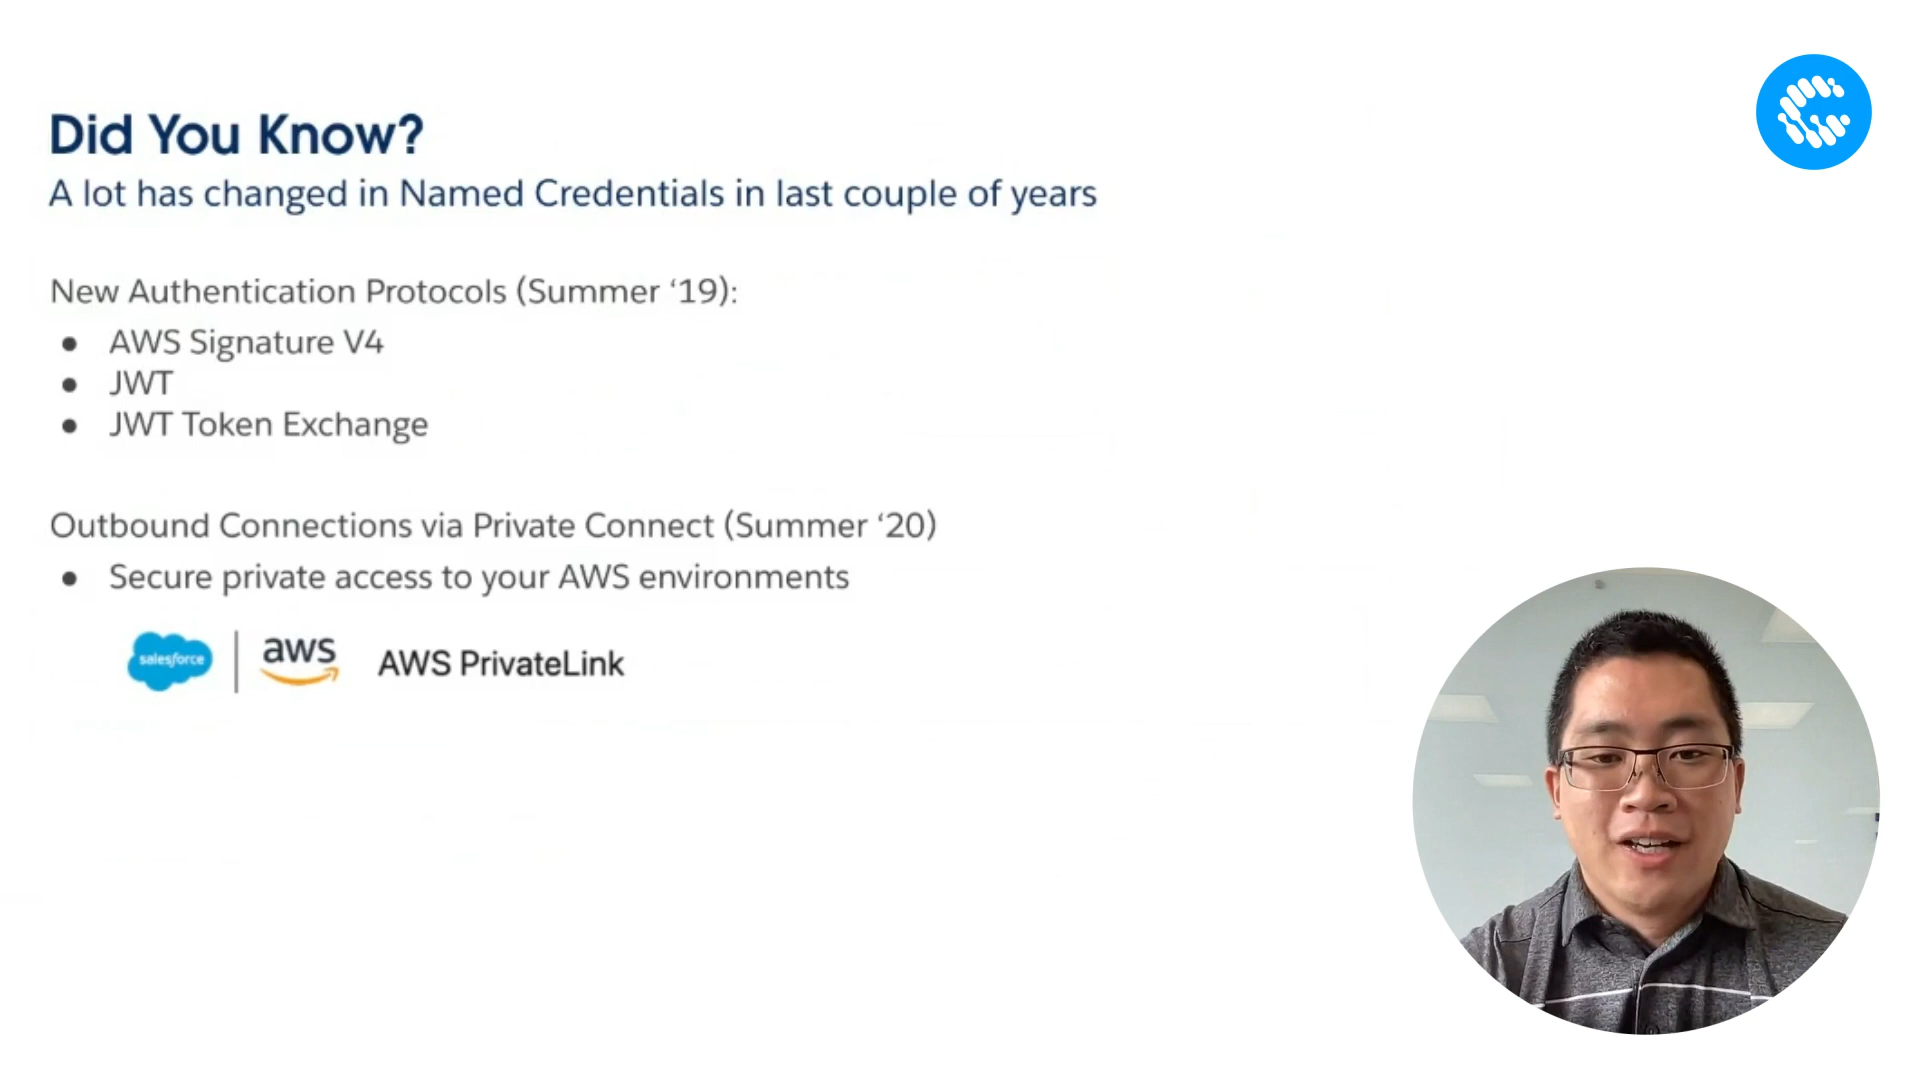 Did You Know?
A lot has changed in Named Credentials in last couple of years
New Authentication Protocols (Summer ‘19):
● AWS Signature V4
● JWT
● JWT Token Exchange
Outbound Connections via Private Connect (Summer ‘20)
● Secure private access to your AWS environments
salesforce | aws AWS PrivateLink